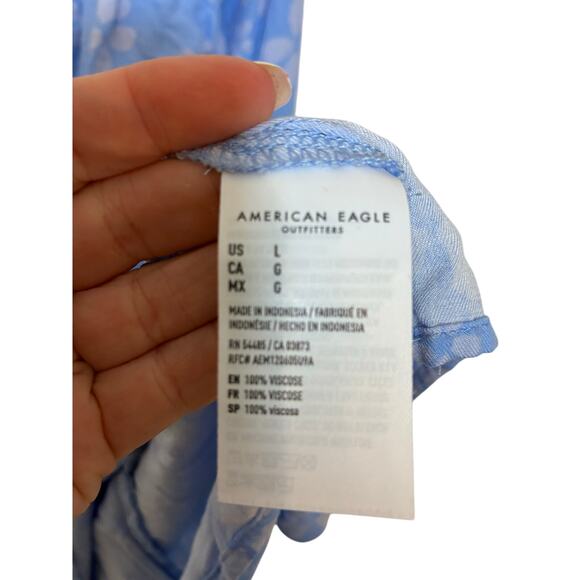 AMERICAN EAGLE
OUTFITTERS
US L
CA G
MX G
MADE IN INDONESIA / FABRIQUÉ EN
INDONÉSIE / HECHO EN INDONESIA
RN 54485 / CA 03873
RFC# AEM120605U9A
EN 100% VISCOSE
FR 100% VISCOSE
SP 100% viscosa